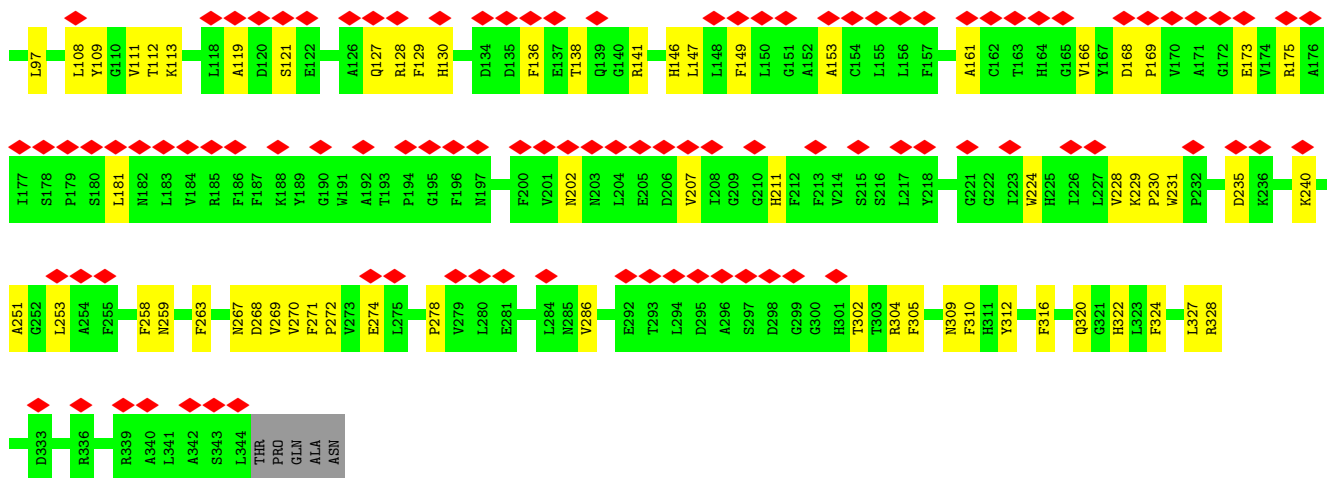 L97 L108 Y109 G110 V111 T112 K113 L118 A119 D120 S121 E122 A126 Q127 R128 F129 H130 D134 D135 F136 E137 T138 Q139 G140 R141 H146 L147 L148 F149 L150 G151 A152 A153 C154 L155 L156 F157 A161 C162 T163 H164 G165 V166 Y167 D168 P169 V170 A171 G172 E173 V174 R175 A176
I177 S178 P179 S180 L181 N182 L183 V184 R185 F186 F187 K188 Y189 G190 W191 A192 T193 P194 G195 F196 N197 F200 V201 N202 N203 L204 E205 D206 V207 I208 G209 G210 H211 F212 F213 V214 S215 S216 L217 Y218 G221 G222 I223 W224 H225 I226 L227 V228 K229 P230 W231 P232 D235 K236 K240
A251 G252 L253 A254 F255 F258 N259 F263 N267 D268 V269 V270 F271 P272 V273 E274 L275 P278 V279 L280 E281 L284 N285 V286 E292 T293 L294 D295 A296 S297 D298 G299 G300 H301 T302 T303 R304 F305 N309 F310 H311 Y312 F316 Q320 G321 H322 L323 F324 L327 R328
D333 R336 R339 A340 L341 A342 S343 L344 THR PRO GLN ALA ASN